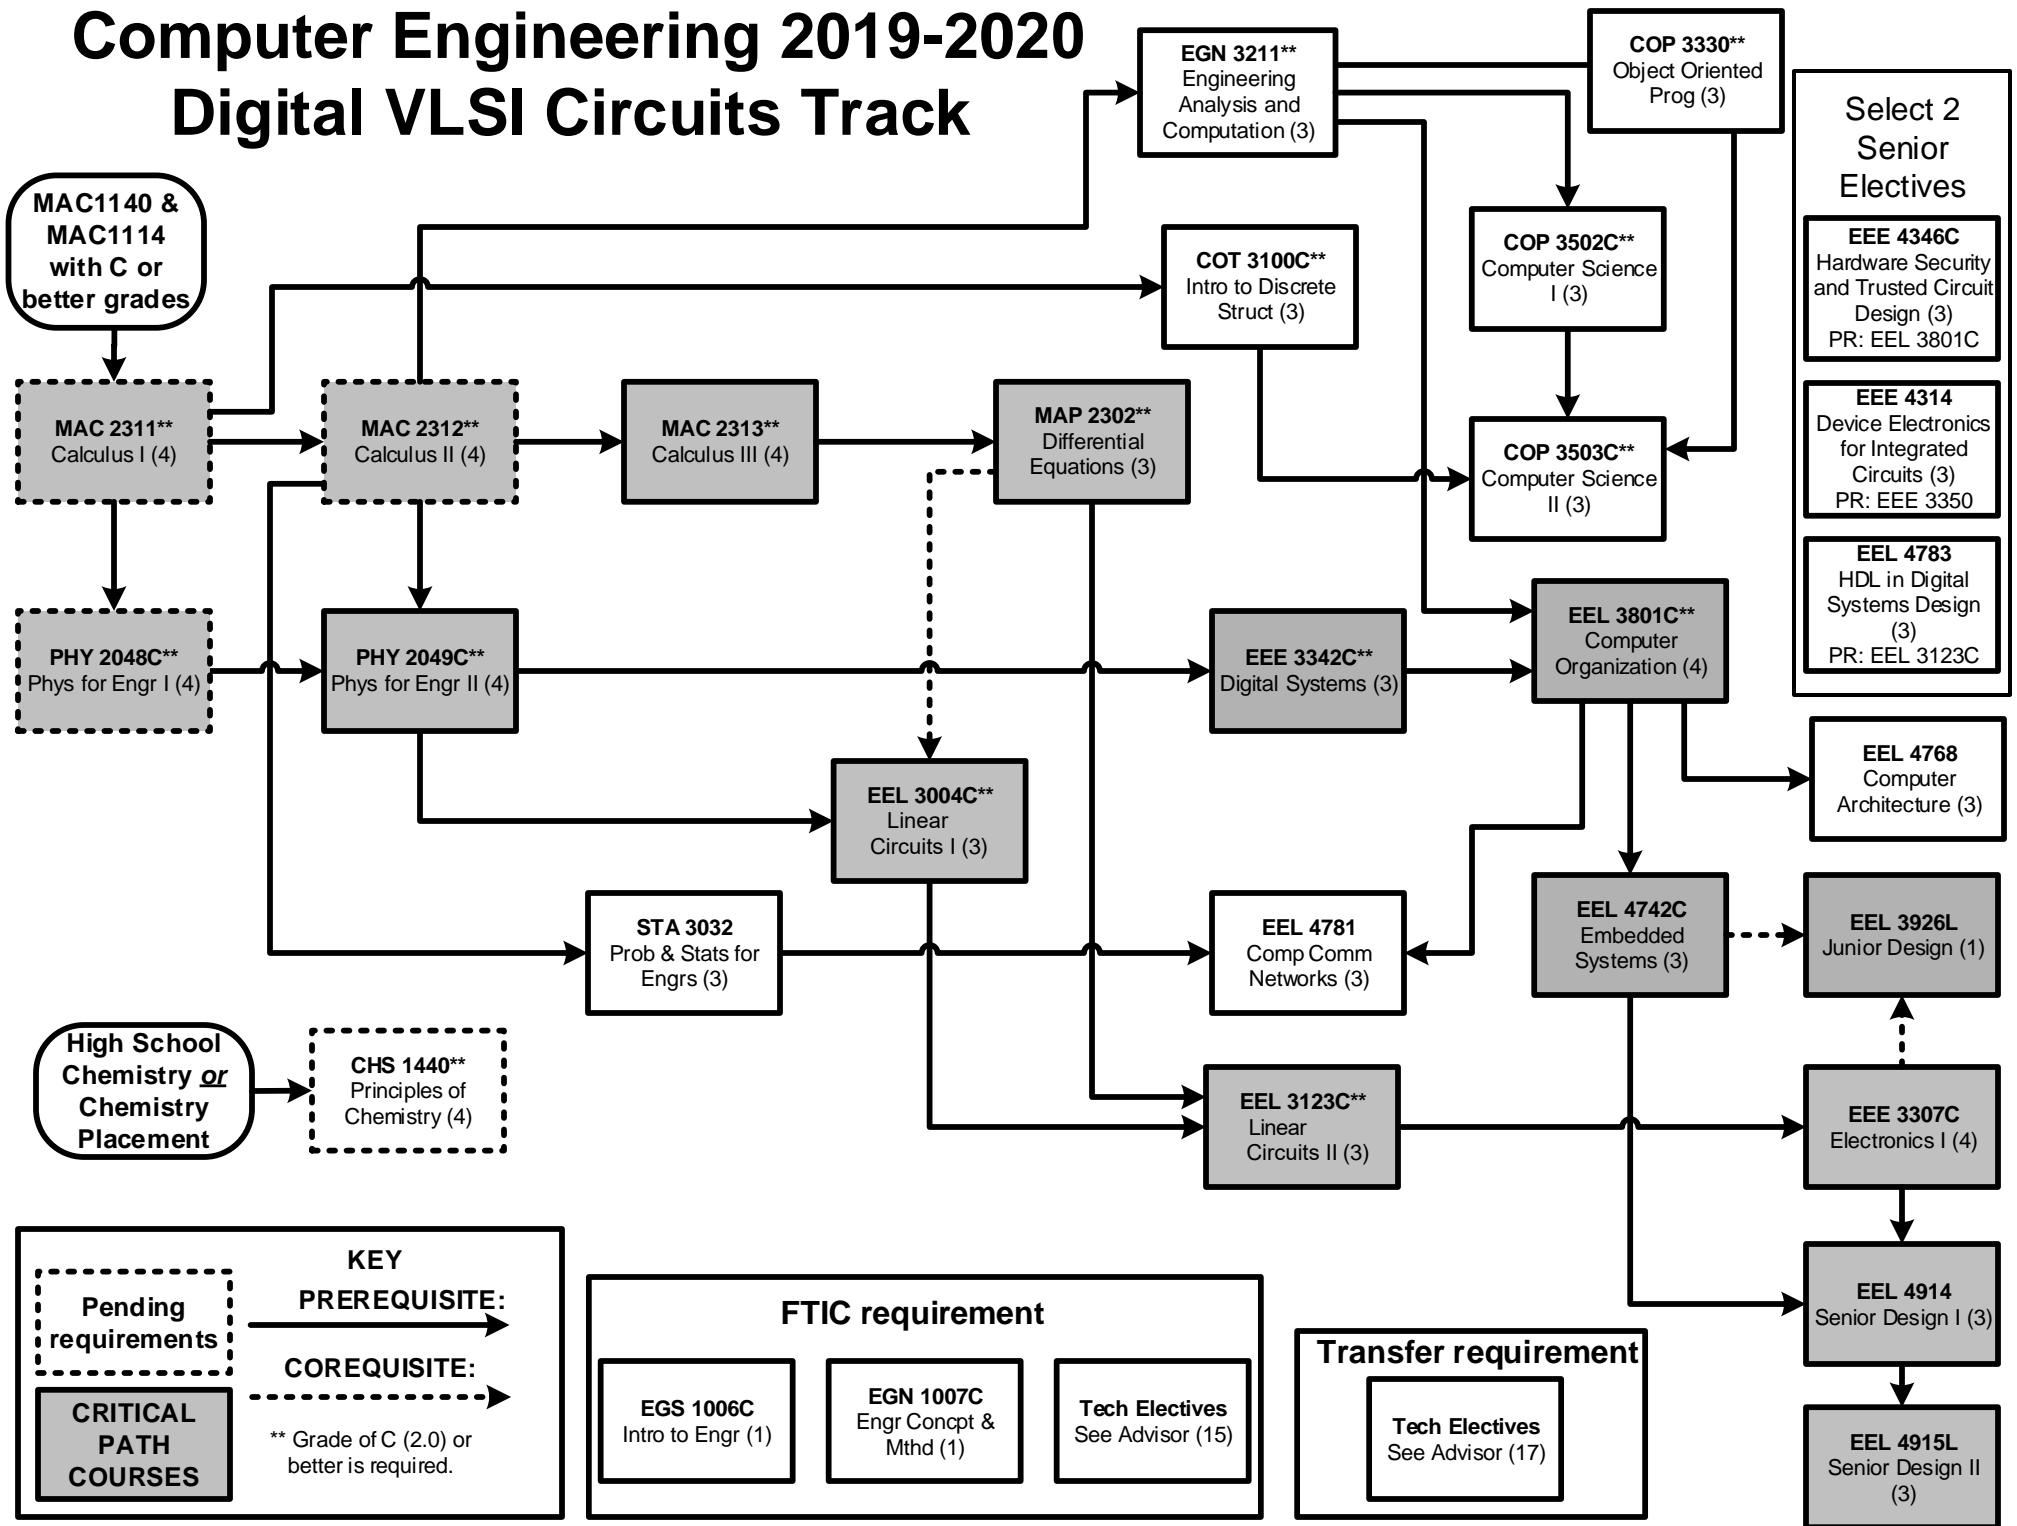 Computer Engineering 2019-2020
Digital VLSI Circuits Track
MAC1140 &
MAC1114
with C or
better grades
EGN 3211**
Engineering
Analysis and
Computation (3)
COP 3330**
Object Oriented
Prog (3)
COT 3100C**
Intro to Discrete
Struct (3)
COP 3502C**
Computer Science
I (3)
COP 3503C**
Computer Science
II (3)
Select 2
Senior
Electives
EEE 4346C
Hardware Security
and Trusted Circuit
Design (3)
PR: EEL 3801C
EEE 4314
Device Electronics
for Integrated
Circuits (3)
PR: EEE 3350
EEL 4783
HDL in Digital
Systems Design
(3)
PR: EEL 3123C
MAC 2311**
Calculus I (4)
MAC 2312**
Calculus II (4)
MAC 2313**
Calculus III (4)
MAP 2302**
Differential
Equations (3)
PHY 2048C**
Phys for Engr I (4)
PHY 2049C**
Phys for Engr II (4)
EEE 3342C**
Digital Systems (3)
EEL 3801C**
Computer
Organization (4)
EEL 4768
Computer
Architecture (3)
EEL 3004C**
Linear
Circuits I (3)
STA 3032
Prob & Stats for
Engrs (3)
EEL 4781
Comp Comm
Networks (3)
EEL 4742C
Embedded
Systems (3)
EEL 3926L
Junior Design (1)
High School
Chemistry or
Chemistry
Placement
CHS 1440**
Principles of
Chemistry (4)
EEL 3123C**
Linear
Circuits II (3)
EEE 3307C
Electronics I (4)
EEL 4914
Senior Design I (3)
EEL 4915L
Senior Design II
(3)
KEY
Pending
requirements
PREREQUISITE:
COREQUISITE:
CRITICAL
PATH
COURSES
** Grade of C (2.0) or
better is required.
FTIC requirement
EGS 1006C
Intro to Engr (1)
EGN 1007C
Engr Concpt &
Mthd (1)
Tech Electives
See Advisor (15)
Transfer requirement
Tech Electives
See Advisor (17)